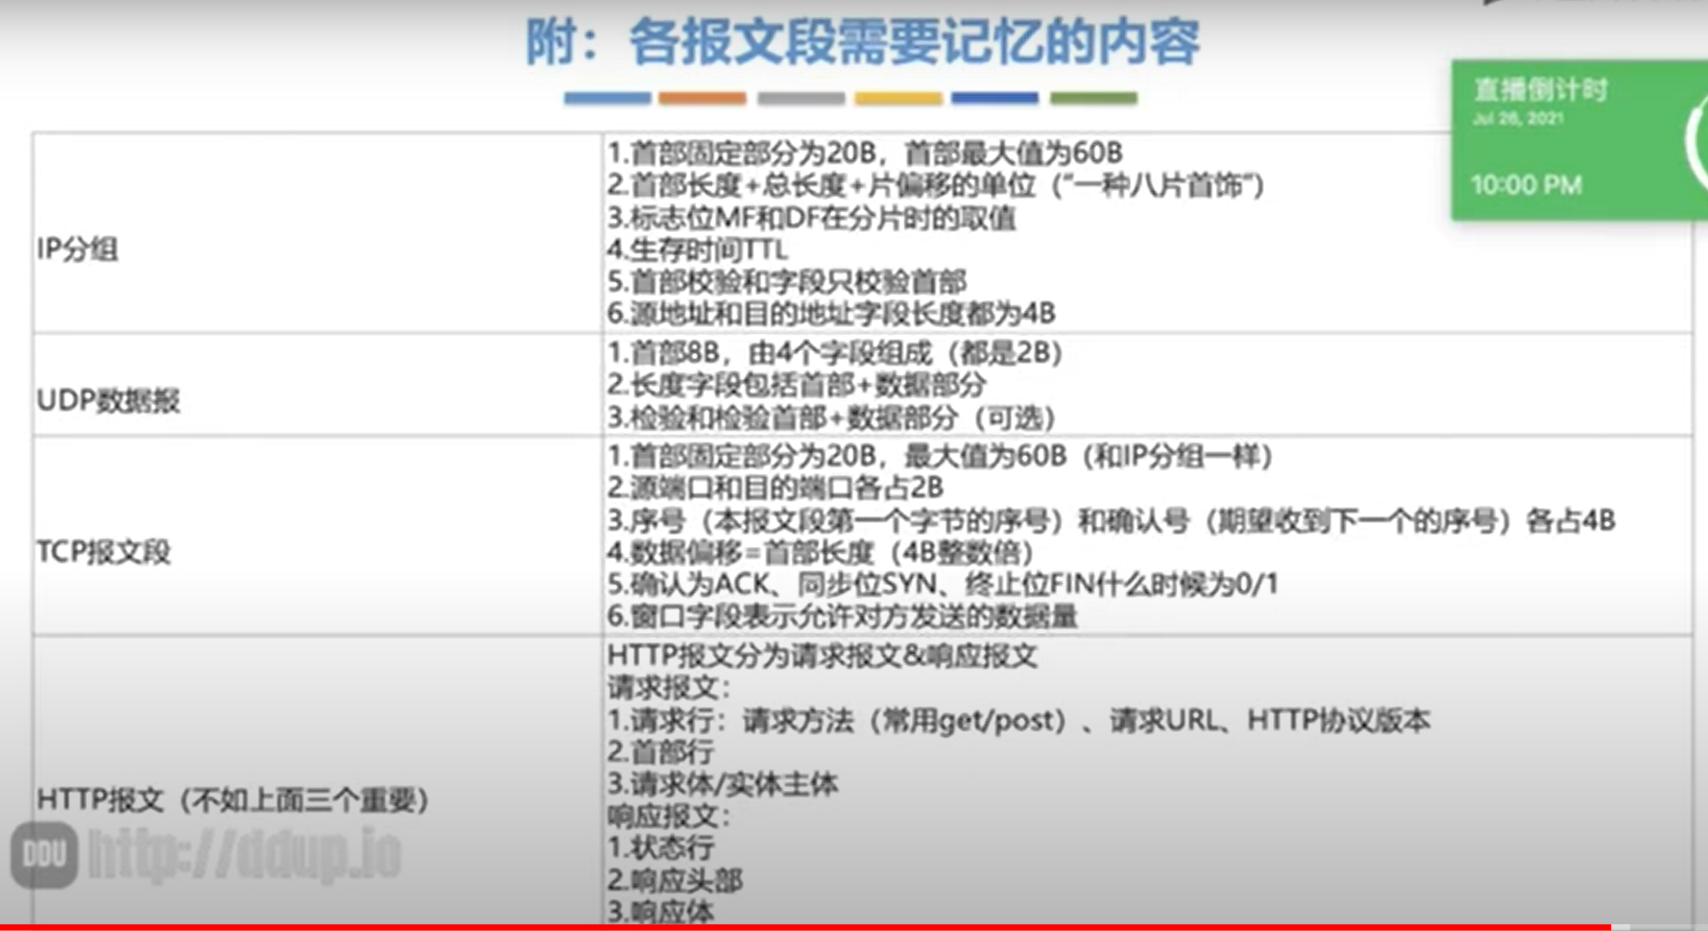 附：各报文段需要记忆的内容
直播倒计时
Jul 26, 2021
10:00 PM
IP分组
1.首部固定部分为20B，首部最大值为60B
2.首部长度+总长度+片偏移的单位（“一种八片首饰”）
3.标志位MF和DF在分片时的取值
4.生存时间TTL
5.首部校验和字段只校验首部
6.源地址和目的地址字段长度都为4B
UDP数据报
1.首部8B，由4个字段组成（都是2B）
2.长度字段包括首部+数据部分
3.检验和检验首部+数据部分（可选）
TCP报文段
1.首部固定部分为20B，最大值为60B（和IP分组一样）
2.源端口和目的端口各占2B
3.序号（本报文段第一个字节的序号）和确认号（期望收到下一个的序号）各占4B
4.数据偏移=首部长度（4B整数倍）
5.确认为ACK、同步位SYN、终止位FIN什么时候为0/1
6.窗口字段表示允许对方发送的数据量
HTTP报文（不如上面三个重要）
HTTP报文分为请求报文&响应报文
请求报文：
1.请求行：请求方法（常用get/post）、请求URL、HTTP协议版本
2.首部行
3.请求体/实体主体
响应报文：
1.状态行
2.响应头部
3.响应体
DDU http://ddup.io